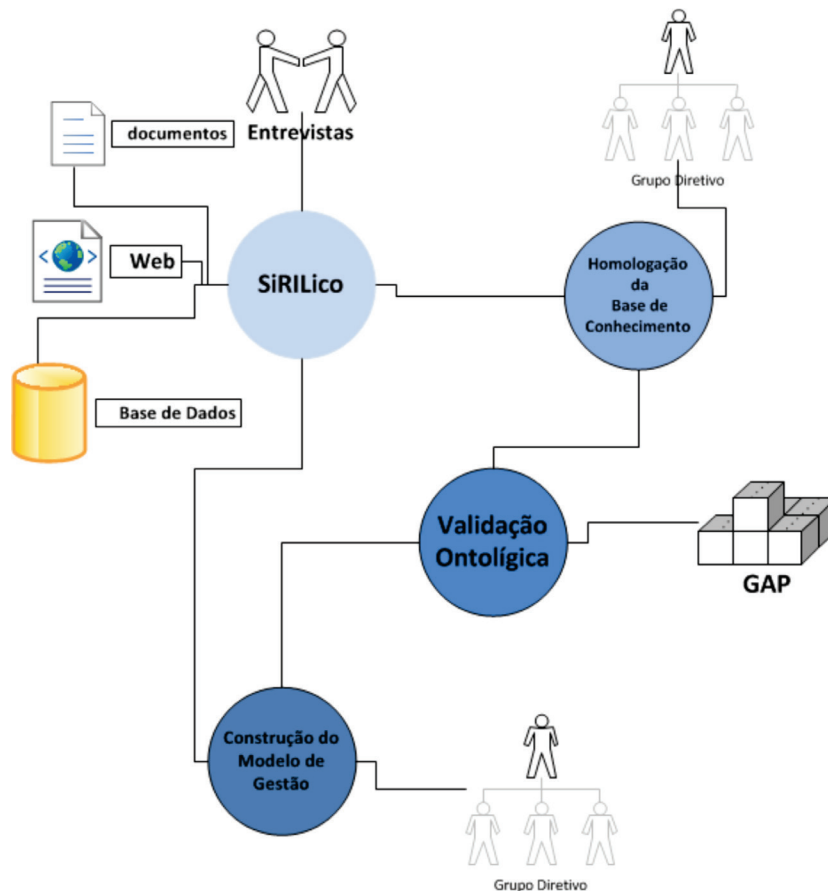 documentos
Entrevistas
Grupo Diretivo
Web
SiRILico
Homologação
da
Base de
Conhecimento
Base de Dados
Validação
Ontolígica
GAP
Construção do
Modelo de
Gestão
Grupo Diretivo